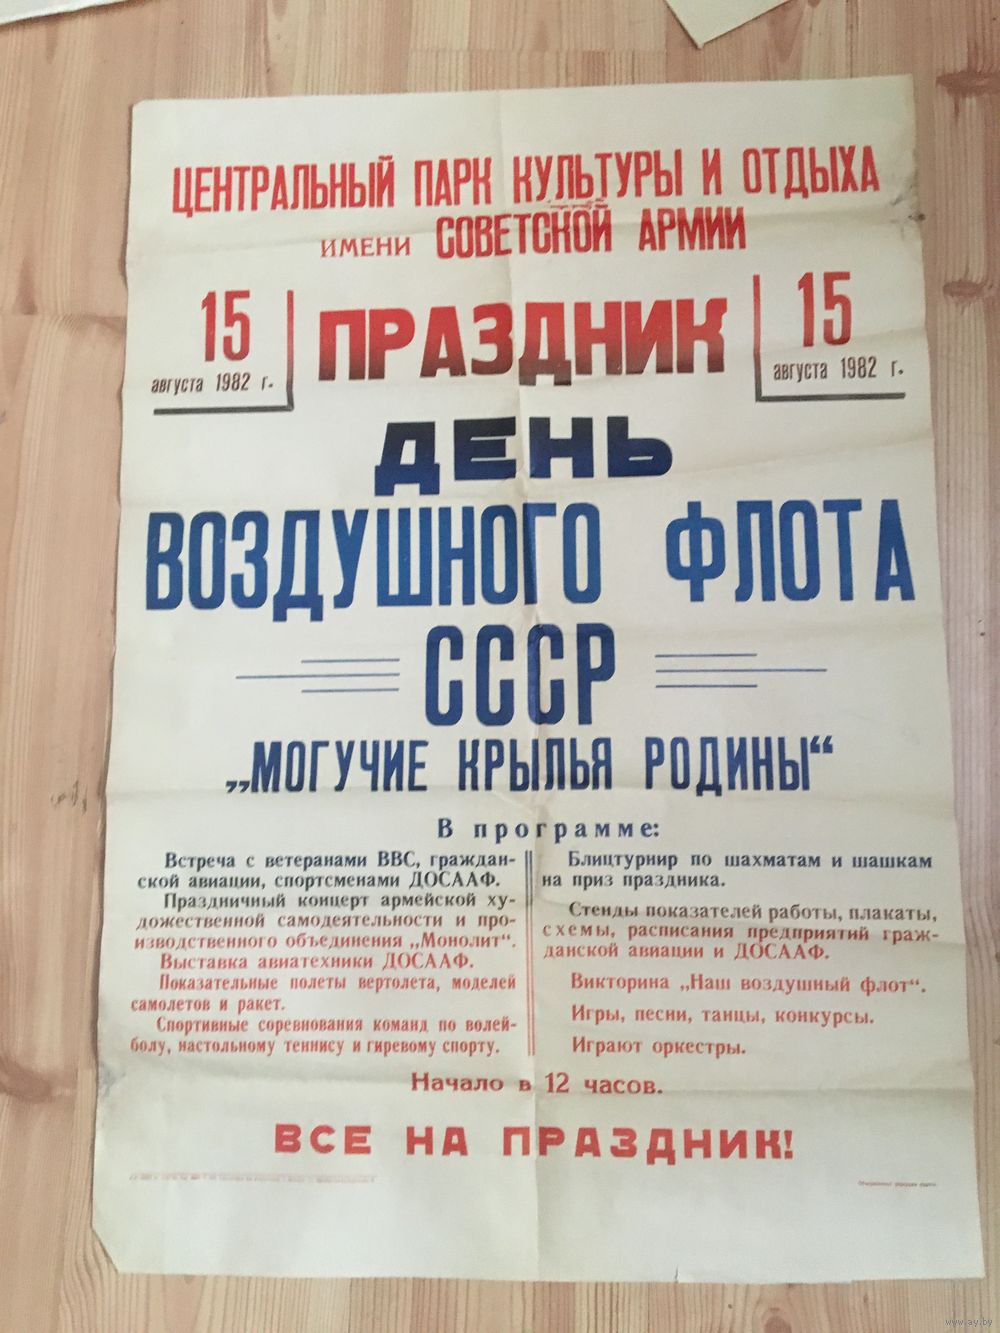 ЦЕНТРАЛЬНЫЙ ПАРК КУЛЬТУРЫ И ОТДЫХА
ИМЕНИ СОВЕТСКОЙ АРМИИ
15
августа 1982 г.
ПРАЗДНИК
15
августа 1982 г.
ДЕНЬ
ВОЗДУШНОГО ФЛОТА
СССР
„МОГУЧИЕ КРЫЛЬЯ РОДИНЫ“
В программе:
Встреча с ветеранами ВВС, граждан-
ской авиации, спортсменами ДОСААФ.
Праздничный концерт армейской ху-
дожественной самодеятельности и про-
изводственного объединения „Монолит“.
Выставка авиатехники ДОСААФ.
Показательные полеты вертолета, моделей
самолетов и ракет.
Спортивные соревнования команд по волей-
болу, настольному теннису и гиревому спорту.
Блицтурнир по шахматам и шашкам
на приз праздника.
Стенды показателей работы, плакаты,
схемы, расписания предприятий граж-
данской авиации и ДОСААФ.
Викторина „Наш воздушный флот“.
Игры, песни, танцы, конкурсы.
Играют оркестры.
Начало в 12 часов.
ВСЕ НА ПРАЗДНИК!
www.ay.by